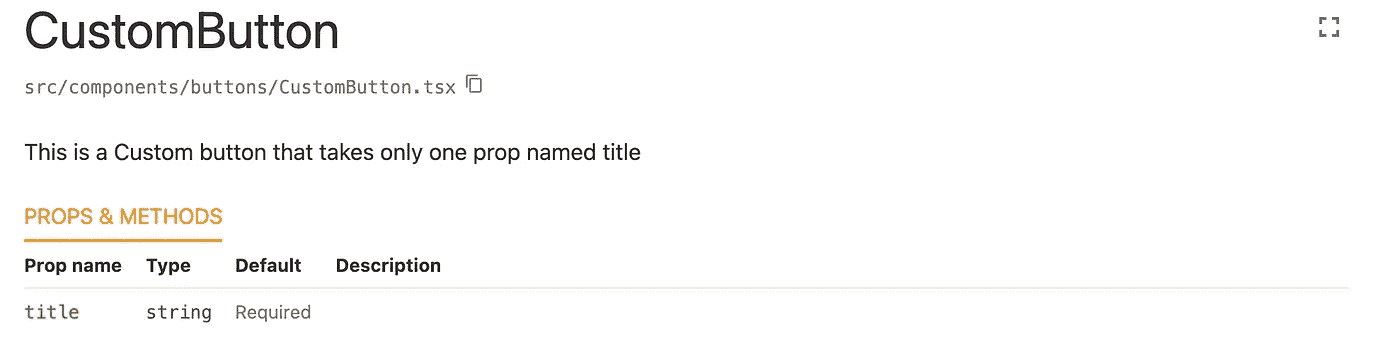 CustomButton
src/components/buttons/CustomButton.tsx
This is a Custom button that takes only one prop named title
PROPS & METHODS
Prop name Type Default Description
title string Required